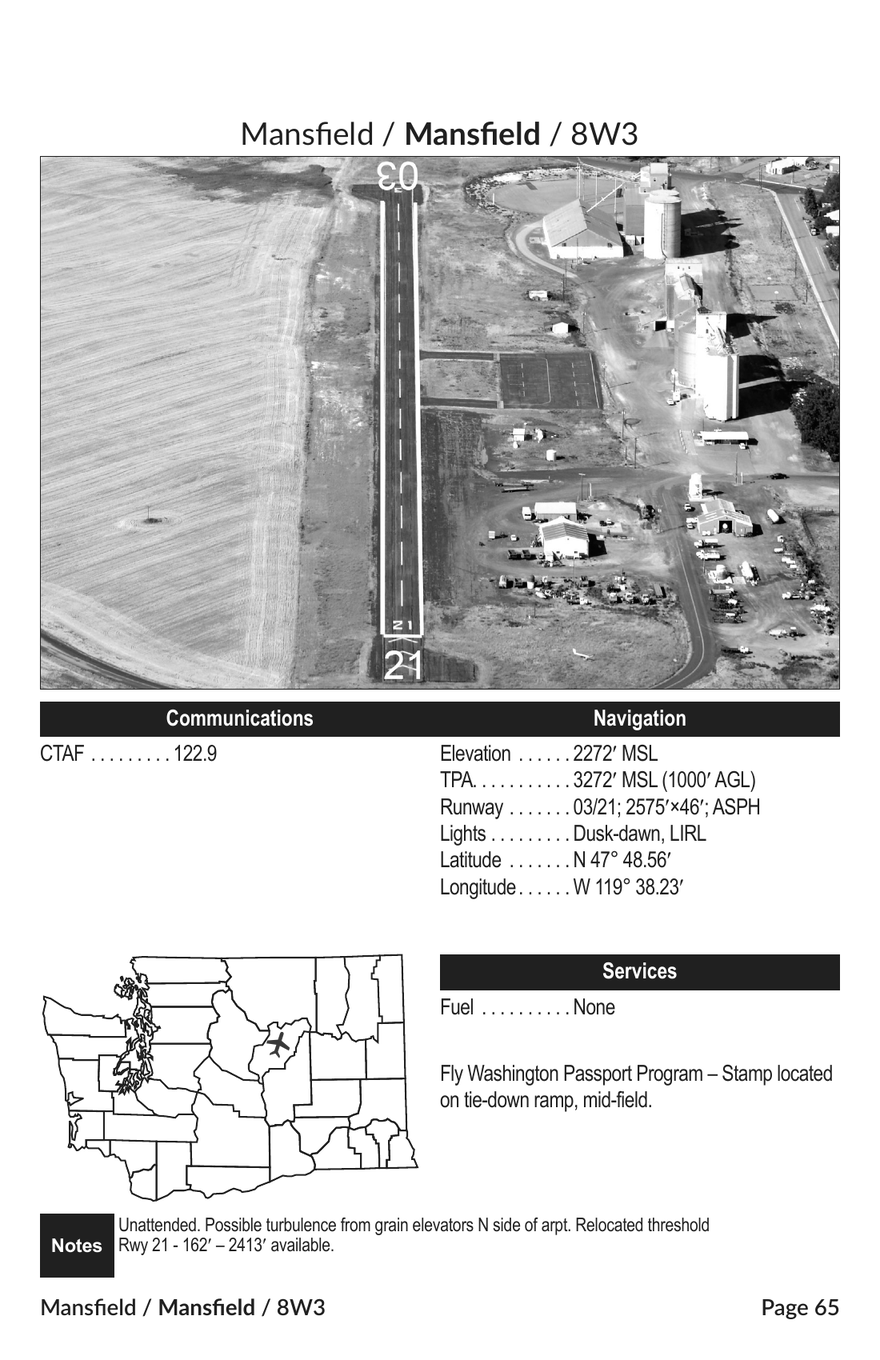 Mansfield / Mansfield / 8W3
03
21
21
Communications
CTAF . . . . . . . . . 122.9
Navigation
Elevation . . . . . . 2272′ MSL
TPA. . . . . . . . . . . 3272′ MSL (1000′ AGL)
Runway . . . . . . . 03/21; 2575′×46′; ASPH
Lights . . . . . . . . . Dusk-dawn, LIRL
Latitude . . . . . . . N 47° 48.56′
Longitude . . . . . . W 119° 38.23′
Services
Fuel . . . . . . . . . . None
Fly Washington Passport Program – Stamp located
on tie-down ramp, mid-field.
Notes
Unattended. Possible turbulence from grain elevators N side of arpt. Relocated threshold
Rwy 21 - 162′ – 2413′ available.
Mansfield / Mansfield / 8W3
Page 65